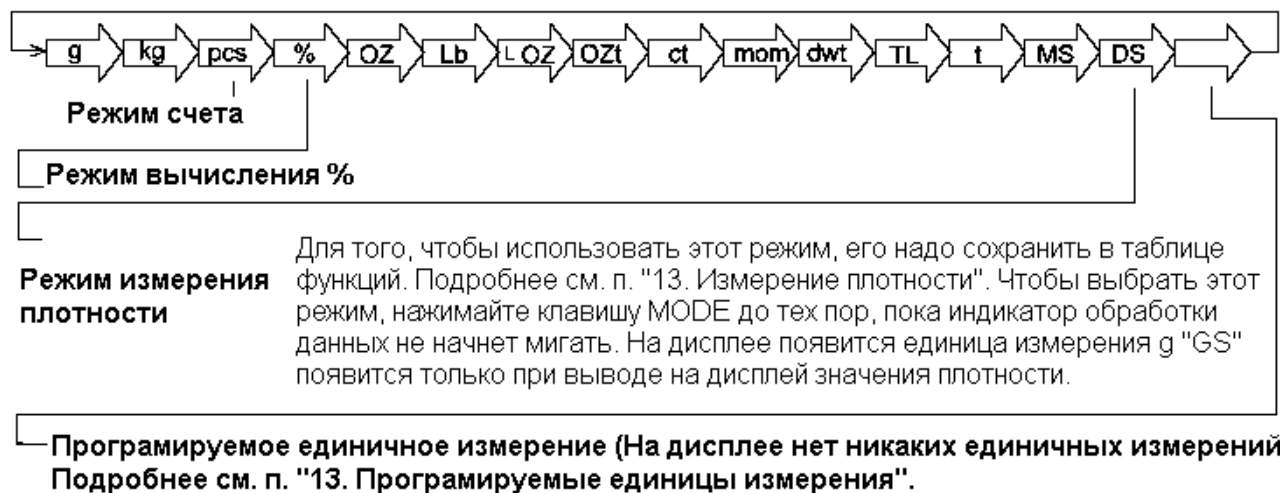 g kg pcs % OZ Lb L OZ OZt ct mom dwt TL t MS DS
Режим счета
Режим вычисления %
Режим измерения
плотности
Для того, чтобы использовать этот режим, его надо сохранить в таблице
функций. Подробнее см. п. "13. Измерение плотности". Чтобы выбрать этот
режим, нажимайте клавишу MODE до тех пор, пока индикатор обработки
данных не начнет мигать. На дисплее появится единица измерения g "GS"
появится только при выводе на дисплей значения плотности.
Програмируемое единичное измерение (На дисплее нет никаких единичных измерений
Подробнее см. п. "13. Програмируемые единицы измерения".